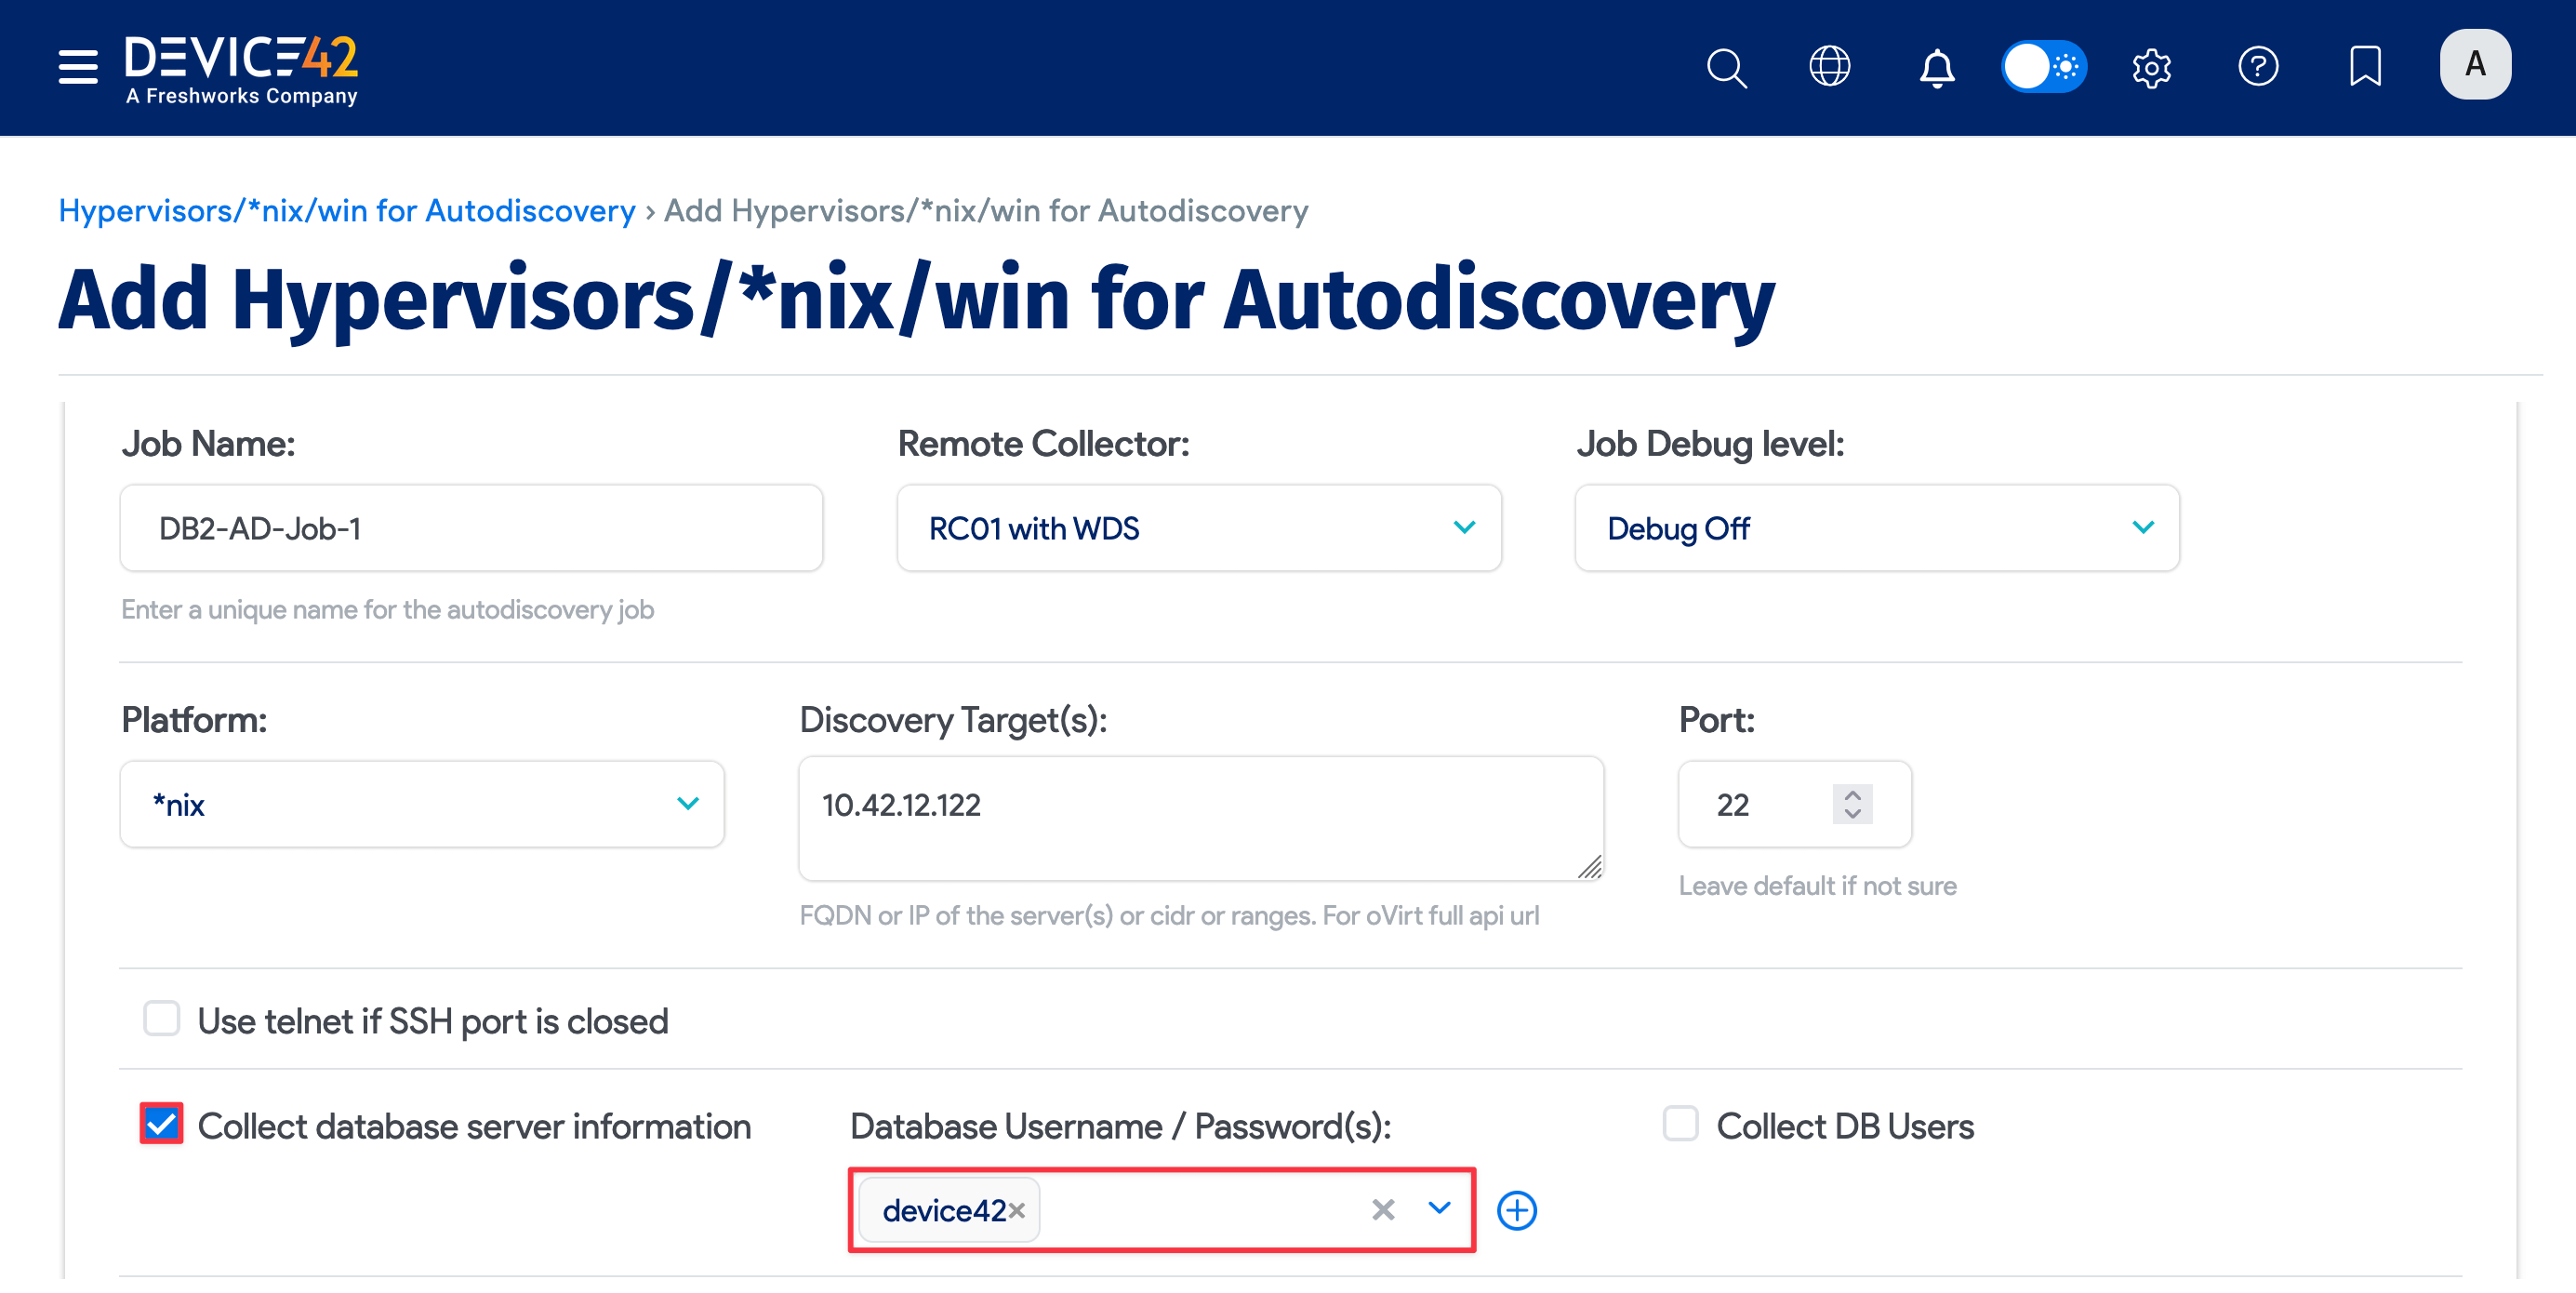 DEVICE42
A Freshworks Company
A
Hypervisors/*nix/win for Autodiscovery › Add Hypervisors/*nix/win for Autodiscovery
Add Hypervisors/*nix/win for Autodiscovery
Job Name:
Remote Collector:
Job Debug level:
DB2-AD-Job-1
RC01 with WDS
Debug Off
Enter a unique name for the autodiscovery job
Platform:
Discovery Target(s):
Port:
*nix
10.42.12.122
22
Leave default if not sure
FQDN or IP of the server(s) or cidr or ranges. For oVirt full api url
Use telnet if SSH port is closed
Collect database server information
Database Username / Password(s):
Collect DB Users
device42